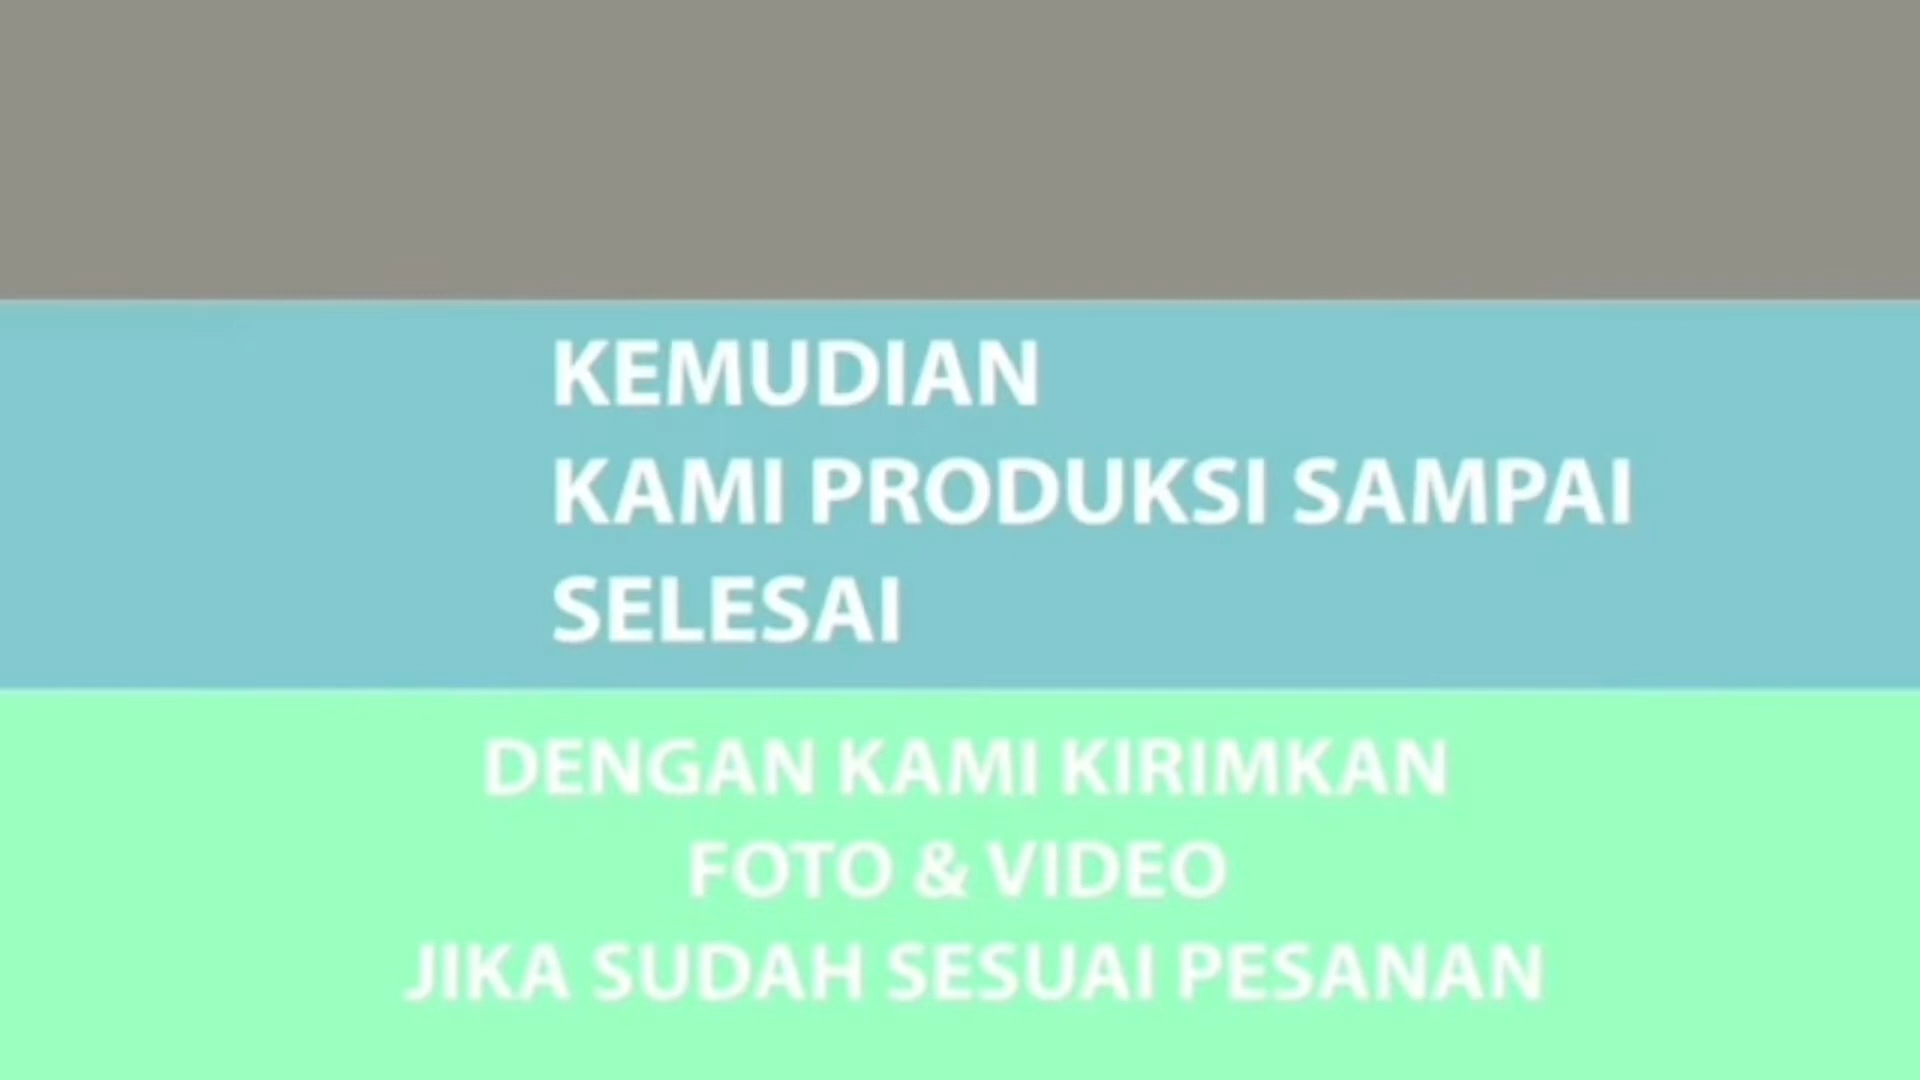 KEMUDIAN
KAMI PRODUKSI SAMPAI
SELESAI
DENGAN KAMI KIRIMKAN
FOTO & VIDEO
JIKA SUDAH SESUAI PESANAN